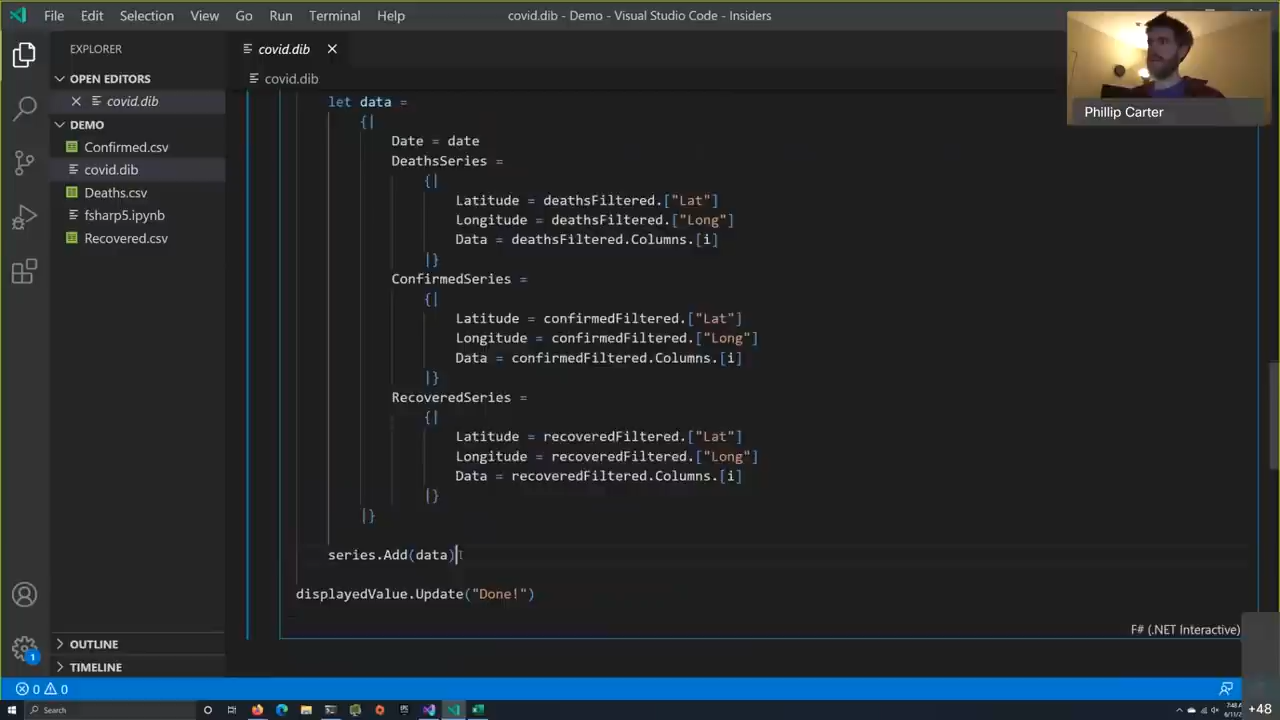 File Edit Selection View Go Run Terminal Help
covid.dib - Demo - Visual Studio Code - Insiders
Phillip Carter
EXPLORER
OPEN EDITORS
covid.dib
DEMO
Confirmed.csv
covid.dib
Deaths.csv
fsharp5.ipynb
Recovered.csv
OUTLINE
TIMELINE
covid.dib
covid.dib
let data =
{|
Date = date
DeathsSeries =
{|
Latitude = deathsFiltered.["Lat"]
Longitude = deathsFiltered.["Long"]
Data = deathsFiltered.Columns.[i]
|}
ConfirmedSeries =
{|
Latitude = confirmedFiltered.["Lat"]
Longitude = confirmedFiltered.["Long"]
Data = confirmedFiltered.Columns.[i]
|}
RecoveredSeries =
{|
Latitude = recoveredFiltered.["Lat"]
Longitude = recoveredFiltered.["Long"]
Data = recoveredFiltered.Columns.[i]
|}
|}
series.Add(data)
displayedValue.Update("Done!")
F# (.NET Interactive)
1
0 0
Search
+48